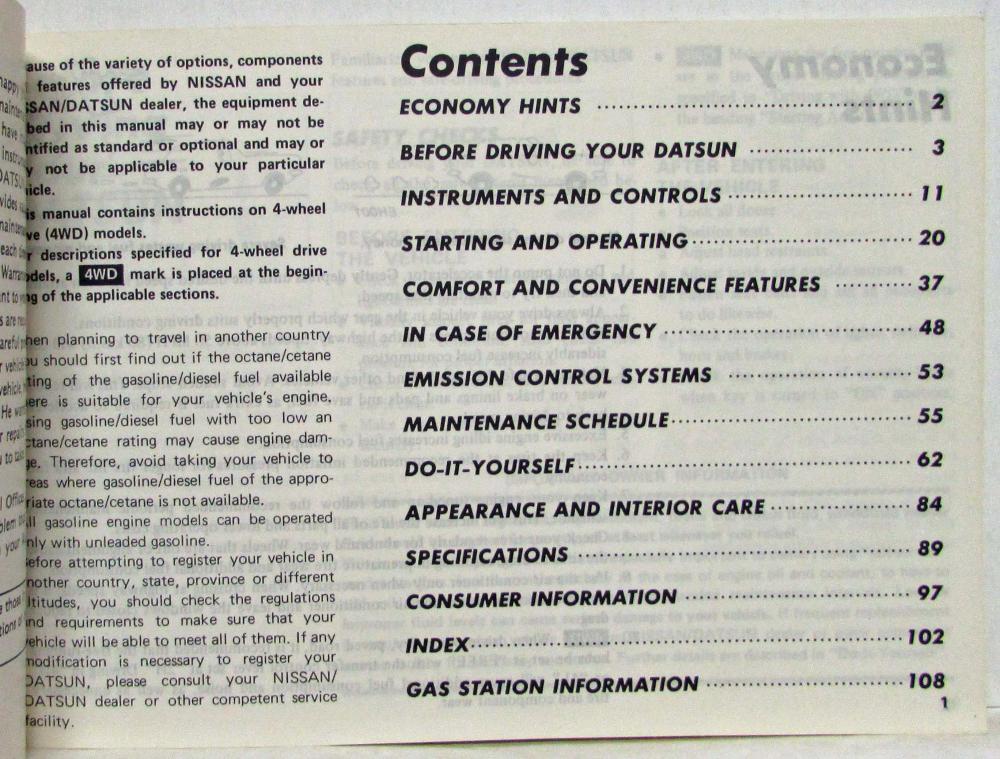 ause of the variety of options, components
features offered by NISSAN and your
SSAN/DATSUN dealer, the equipment de-
bed in this manual may or may not be
ntified as standard or optional and may or
y not be applicable to your particular
icle.
is manual contains instructions on 4-wheel
ve (4WD) models.
r descriptions specified for 4-wheel drive
dels, a 4WD mark is placed at the begin-
g of the applicable sections.
hen planning to travel in another country
u should first find out if the octane/cetane
ting of the gasoline/diesel fuel available
ere is suitable for your vehicle's engine.
sing gasoline/diesel fuel with too low an
ctane/cetane rating may cause engine dam-
ge. Therefore, avoid taking your vehicle to
reas where gasoline/diesel fuel of the appro-
riate octane/cetane is not available.
ll gasoline engine models can be operated
nly with unleaded gasoline.
efore attempting to register your vehicle in
nother country, state, province or different
ltitudes, you should check the regulations
nd requirements to make sure that your
ehicle will be able to meet all of them. If any
modification is necessary to register your
DATSUN, please consult your NISSAN/
DATSUN dealer or other competent service
facility.
Contents
ECONOMY HINTS 2
BEFORE DRIVING YOUR DATSUN 3
INSTRUMENTS AND CONTROLS 11
STARTING AND OPERATING 20
COMFORT AND CONVENIENCE FEATURES 37
IN CASE OF EMERGENCY 48
EMISSION CONTROL SYSTEMS 53
MAINTENANCE SCHEDULE 55
DO-IT-YOURSELF 62
APPEARANCE AND INTERIOR CARE 84
SPECIFICATIONS 89
CONSUMER INFORMATION 97
INDEX 102
GAS STATION INFORMATION 108
1